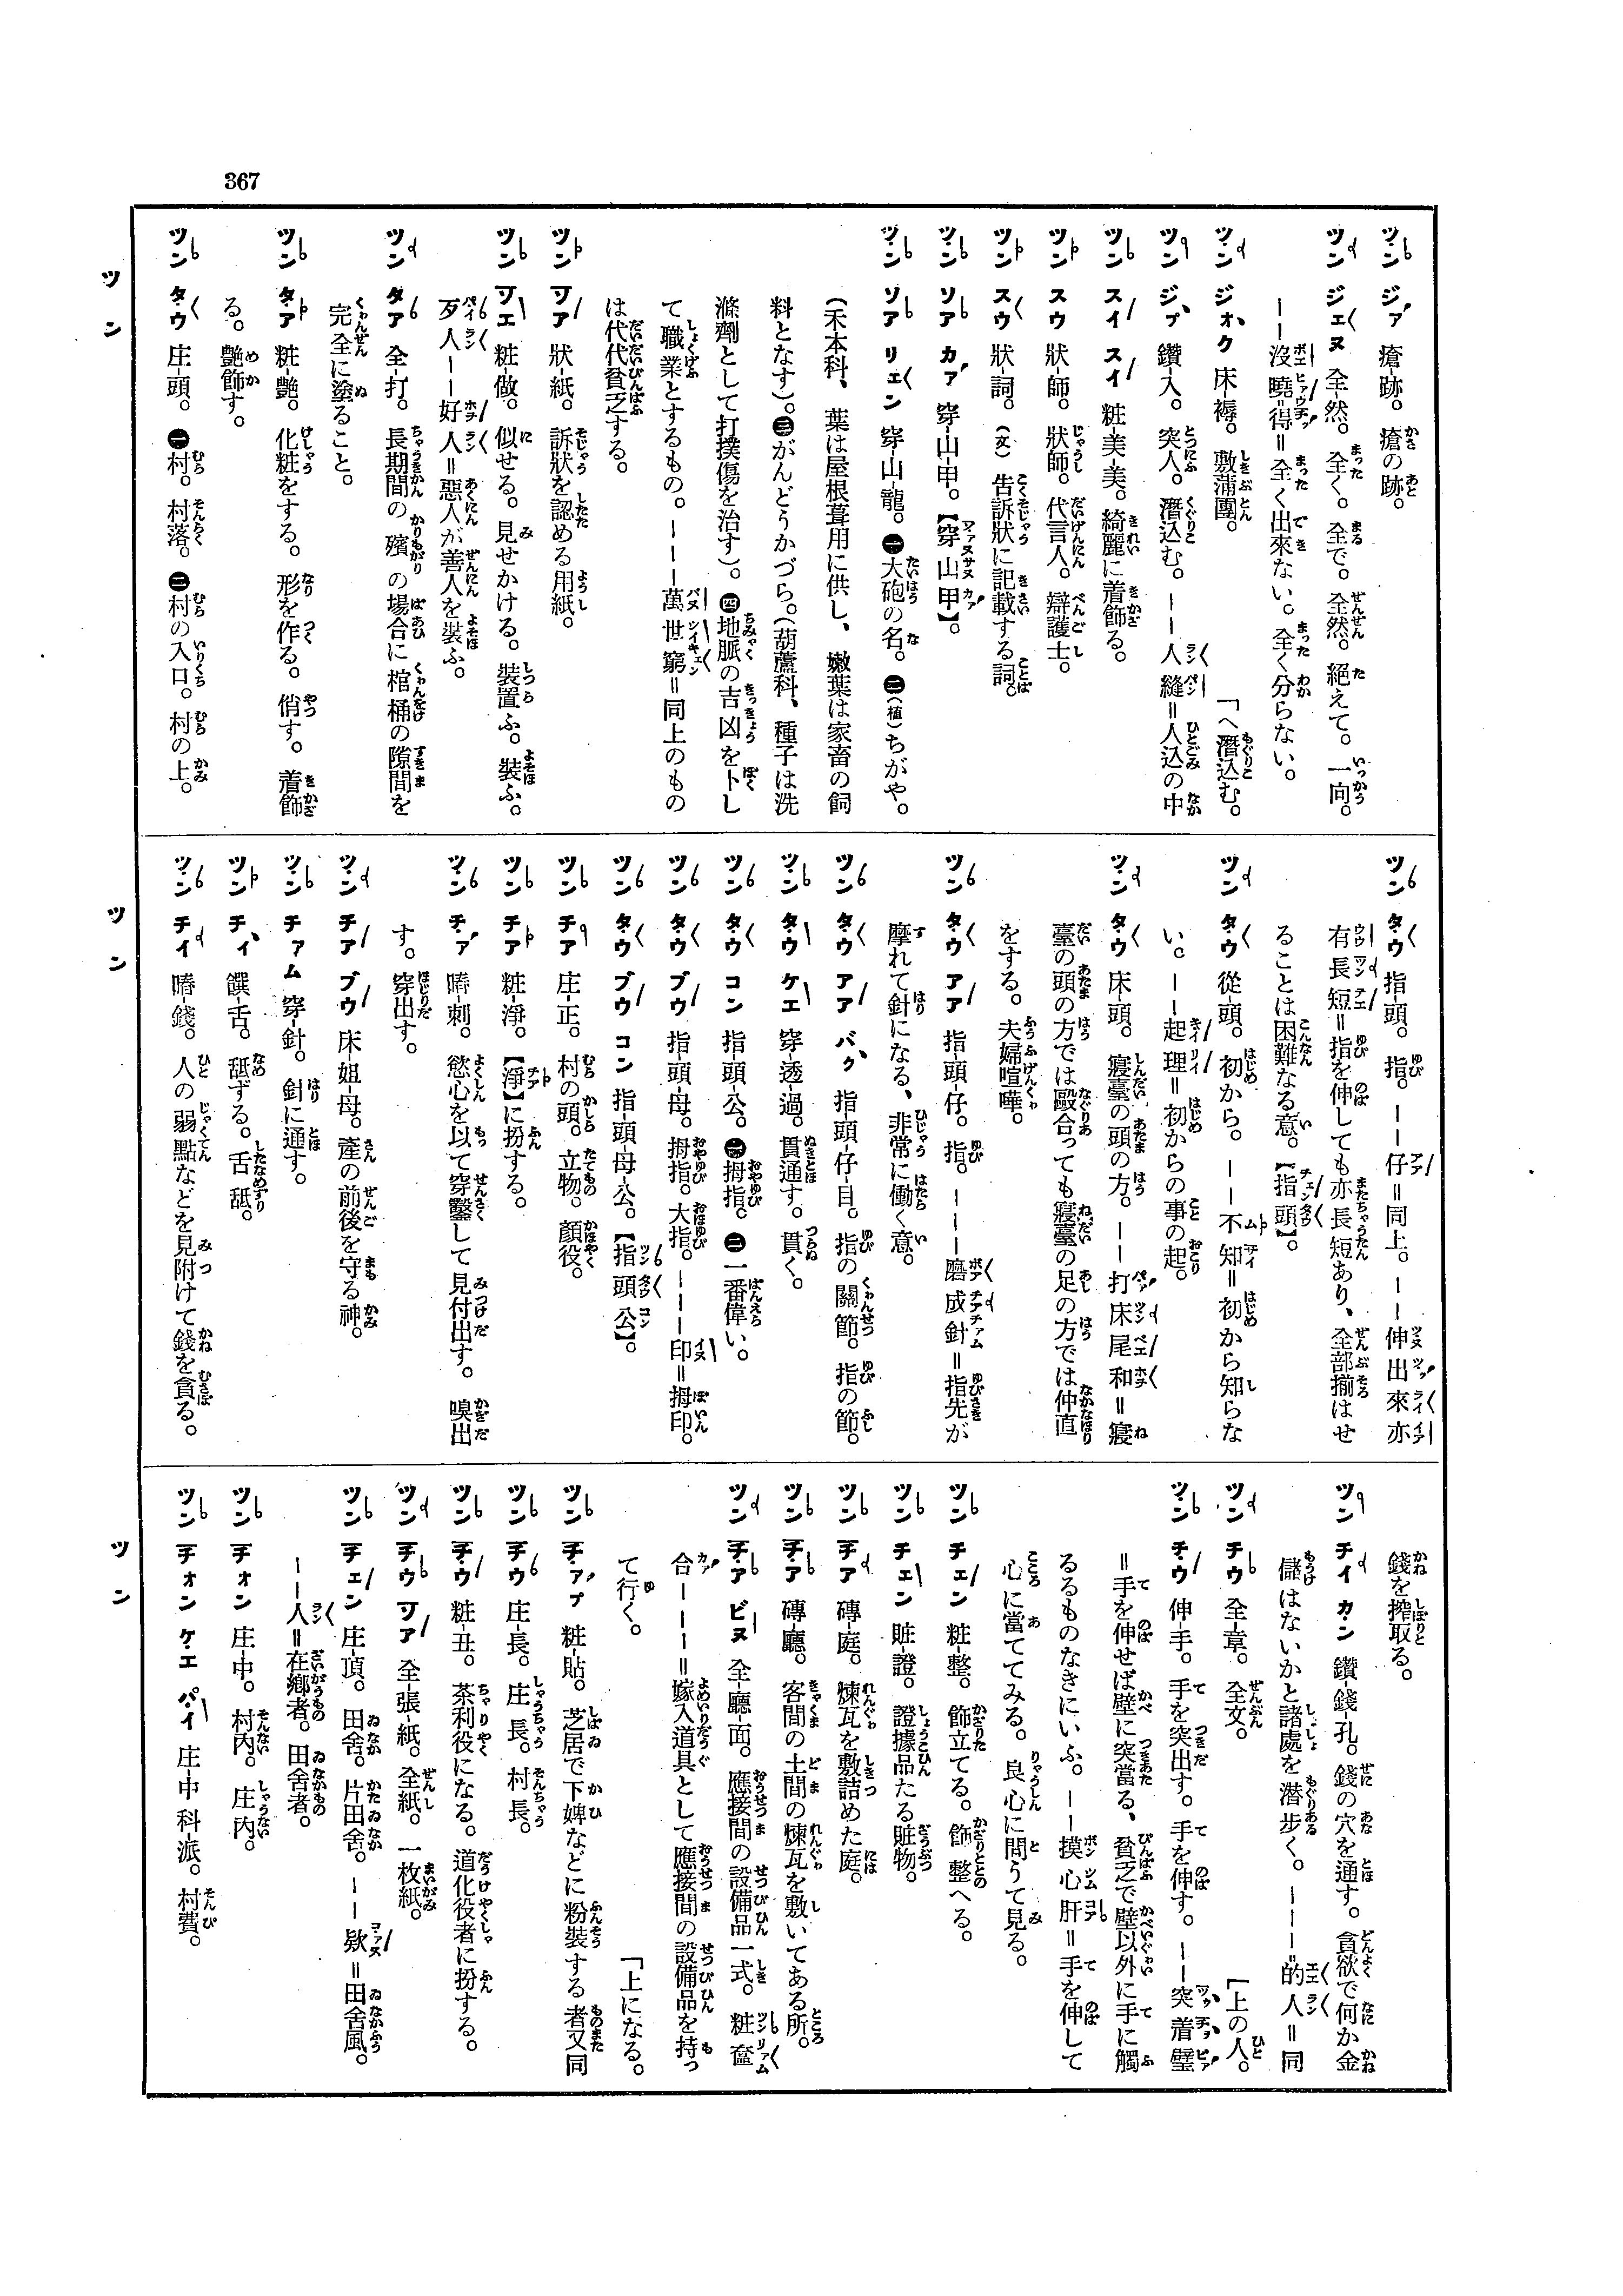 367
ツン ジァ 瘡-跡。瘡の跡。
ツン ジェヌ 全-然。全く。全で。全然。絕えて。一向。
──沒曉-得＝全く出來ない。全く分らない。
ツン ジオク 床-褥。敷蒲團。
ツン ジプ 鑽-入。突入。潛込む。──人縫＝人込の中「へ潛込む。
ツン スイ スイ 粧-美-美。綺麗に着飾る。
ツン スウ 狀-師。狀師。代言人。辯護士。
ツン スウ 狀-詞。(文)告訴狀に記載する詞。
ツン ソア カア 穿-山-甲。【穿山甲】。
ツン ソア リェン 穿-山-龍。㊀大砲の名。㊁(植)ちがや。
(禾本科、葉は屋根葺用に供し、嫩葉は家畜の飼
料となす)。㊂がんどうかづら。(葫蘆科、種子は洗
滌劑として打撲傷を治す)。㊃地脈の吉凶を卜し
て職業とするもの。───萬世窮＝同上のもの
は代代貧乏する。
ツン ツア 狀-紙。訴狀を認める用紙。
ツン ツエ 粧-做。似せる。見せかける。裝置ふ。裝ふ。
歹人──好人＝惡人が善人を裝ふ。
ツン タア 全-打。長期間の殯の場合に棺桶の隙間を
完全に塗ること。
ツン タア 粧-艷。化粧をする。形を作る。俏す。着飾
る。艷飾す。
ツン タウ 庄-頭。㊀村。村落。㊁村の入口。村の上。
ツン
ツン タウ 指-頭。指。──仔＝同上。──伸出來亦
有長短＝指を伸しても亦長短あり、全部揃はせ
ることは困難なる意。【指頭】。
ツン タウ 從-頭。初から。──不知＝初から知らな
い。──起理＝初からの事の起。
ツン タウ 床-頭。寢臺の頭の方。──打床尾和＝寢
臺の頭の方では毆合っても寢臺の足の方では仲直
をする。夫婦喧嘩。
ツン タウ アア 指-頭-仔。指。───磨成針＝指先が
摩れて針になる、非常に働く意。
ツン タウ アア バク 指-頭-仔-目。指の關節。指の節。
ツン タウ ケエ 穿-透-過。貫通す。貫く。
ツン タウ コン 指-頭-公。㊀拇指。㊁一番偉い。
ツン タウ ブウ 指-頭-母。拇指。大指。───印＝拇印。
ツン タウ ブウ コン 指-頭-母-公。【指頭公】。
ツン チア 庄-正。村の頭。立物。顏役。
ツン チア 粧-淨。【淨】に扮する。
ツン チア 䞋-刺。慾心を以て穿鑿して見付出す。嗅出
す。穿出す。
ツン チア ブウ 床-姐-母。產の前後を守る神。
ツン チァム 穿-針。針に通す。
ツン チィ 饌-舌。舐ずる。舌舐。
ツン チイ 䞋-錢。人の弱點などを見附けて錢を貪る。
ツン
錢を搾取る。
ツン チイ カン 鑽-錢-孔。錢の穴を通す。貪欲で何か金
儲はないかと諸處を潛步く。───的人＝同
ツン チウ 全-章。全文。「上の人。
ツン チウ 伸-手。手を突出す。手を伸す。──突着壁
＝手を伸せば壁に突當る、貧乏で壁以外に手に觸
るるものなきにいふ。──摸心肝＝手を伸して
心に當ててみる。良心に問うて見る。
ツン チェン 粧-整。飾立てる。飾整へる。
ツン チェン 賍-證。證據品たる賍物。
ツン チア 磚-庭。煉瓦を敷詰めた庭。
ツン チア 磚-廳。客間の土間の煉瓦を敷いてある所。
ツン チア ビヌ 全-廳-面。應接間の設備品一式。粧奩
合───＝嫁入道具として應接間の設備品を持っ
て行く。「上になる。
ツン チアプ 粧-貼。芝居で下婢などに粉裝する者又同
ツン チウ 庄-長。庄長。村長。
ツン チウ 粧-丑。茶利役になる。道化役者に扮する。
ツン チウ ツア 全-張-紙。全紙。一枚紙。
ツン チェン 庄-頂。田舍。片田舍。──欵＝田舍風。
──人＝在鄕者。田舍者。
ツン チオン 庄-中。村內。庄內。
ツン チオン ケエ パイ 庄-中科-派。村費。
ツン